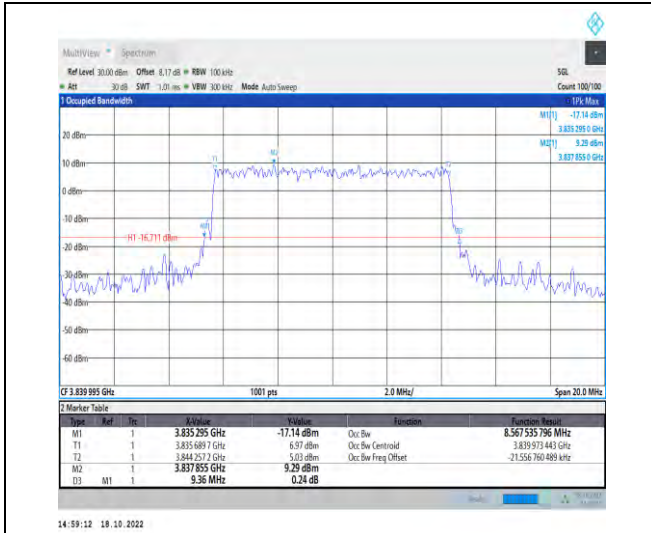 MultiView Spectrum
Ref Level 30.00 dBm Offset 8.17 dB RBW 100 kHz SGL
Att 30 dB SWT 1.01 ms VBW 300 kHz Mode Auto Sweep Count 100/100
1 Occupied Bandwidth 1Pk Max
M1[1] -17.14 dBm
3.835 295 0 GHz
20 dBm M2[1] 9.29 dBm
3.837 855 0 GHz
M2
T1 T2
10 dBm
0 dBm
-10 dBm
M1 D3
H1 -16.711 dBm
-20 dBm
-30 dBm
-40 dBm
-50 dBm
-60 dBm
CF 3.839 995 GHz 1001 pts 2.0 MHz/ Span 20.0 MHz
2 Marker Table
Type Ref Trc X-Value Y-Value Function Function Result
M1 1 3.835 295 GHz -17.14 dBm Occ Bw 8.567 535 796 MHz
T1 1 3.835 689 7 GHz 6.97 dBm Occ Bw Centroid 3.839 973 443 GHz
T2 1 3.844 257 2 GHz 5.03 dBm Occ Bw Freq Offset -21.556 760 489 kHz
M2 1 3.837 855 GHz 9.29 dBm
D3 M1 1 9.36 MHz 0.24 dB
14:59:12 18.10.2022